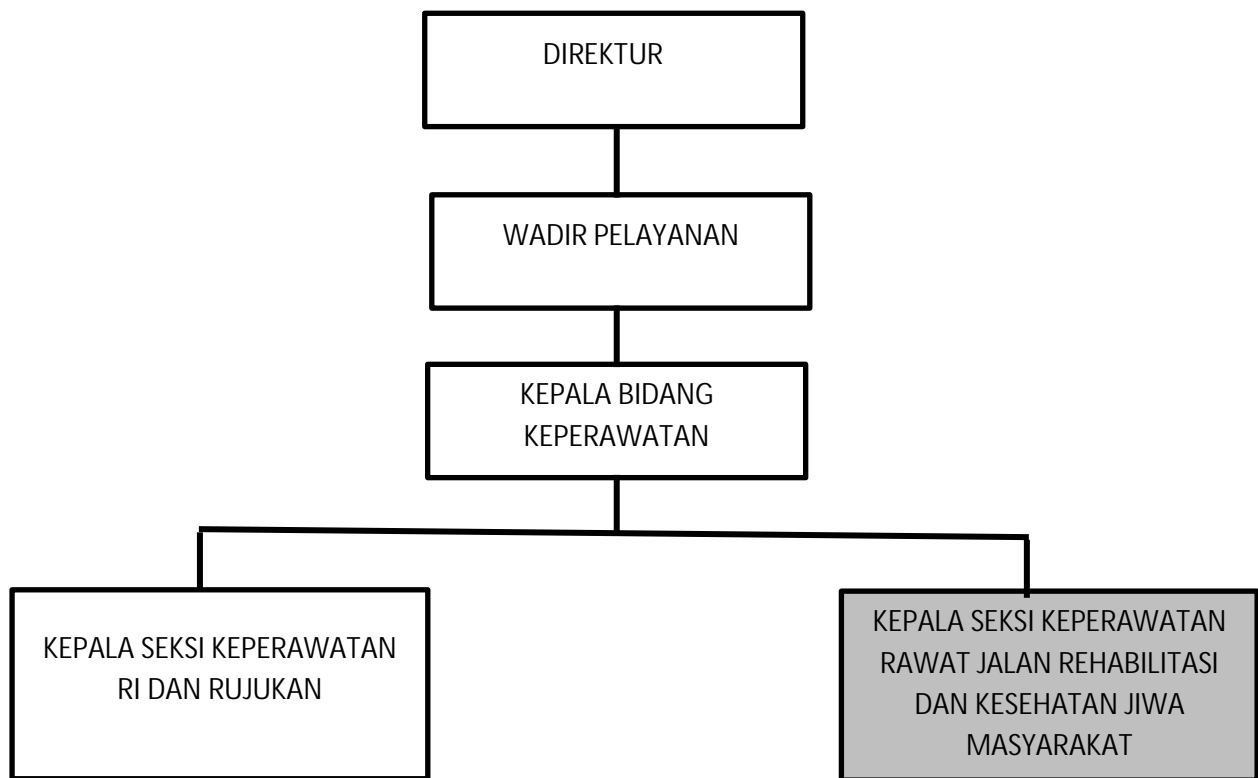 DIREKTUR
WADIR PELAYANAN
KEPALA BIDANG
KEPERAWATAN
KEPALA SEKSI KEPERAWATAN
RI DAN RUJUKAN
KEPALA SEKSI KEPERAWATAN
RAWAT JALAN REHABILITASI
DAN KESEHATAN JIWA
MASYARAKAT